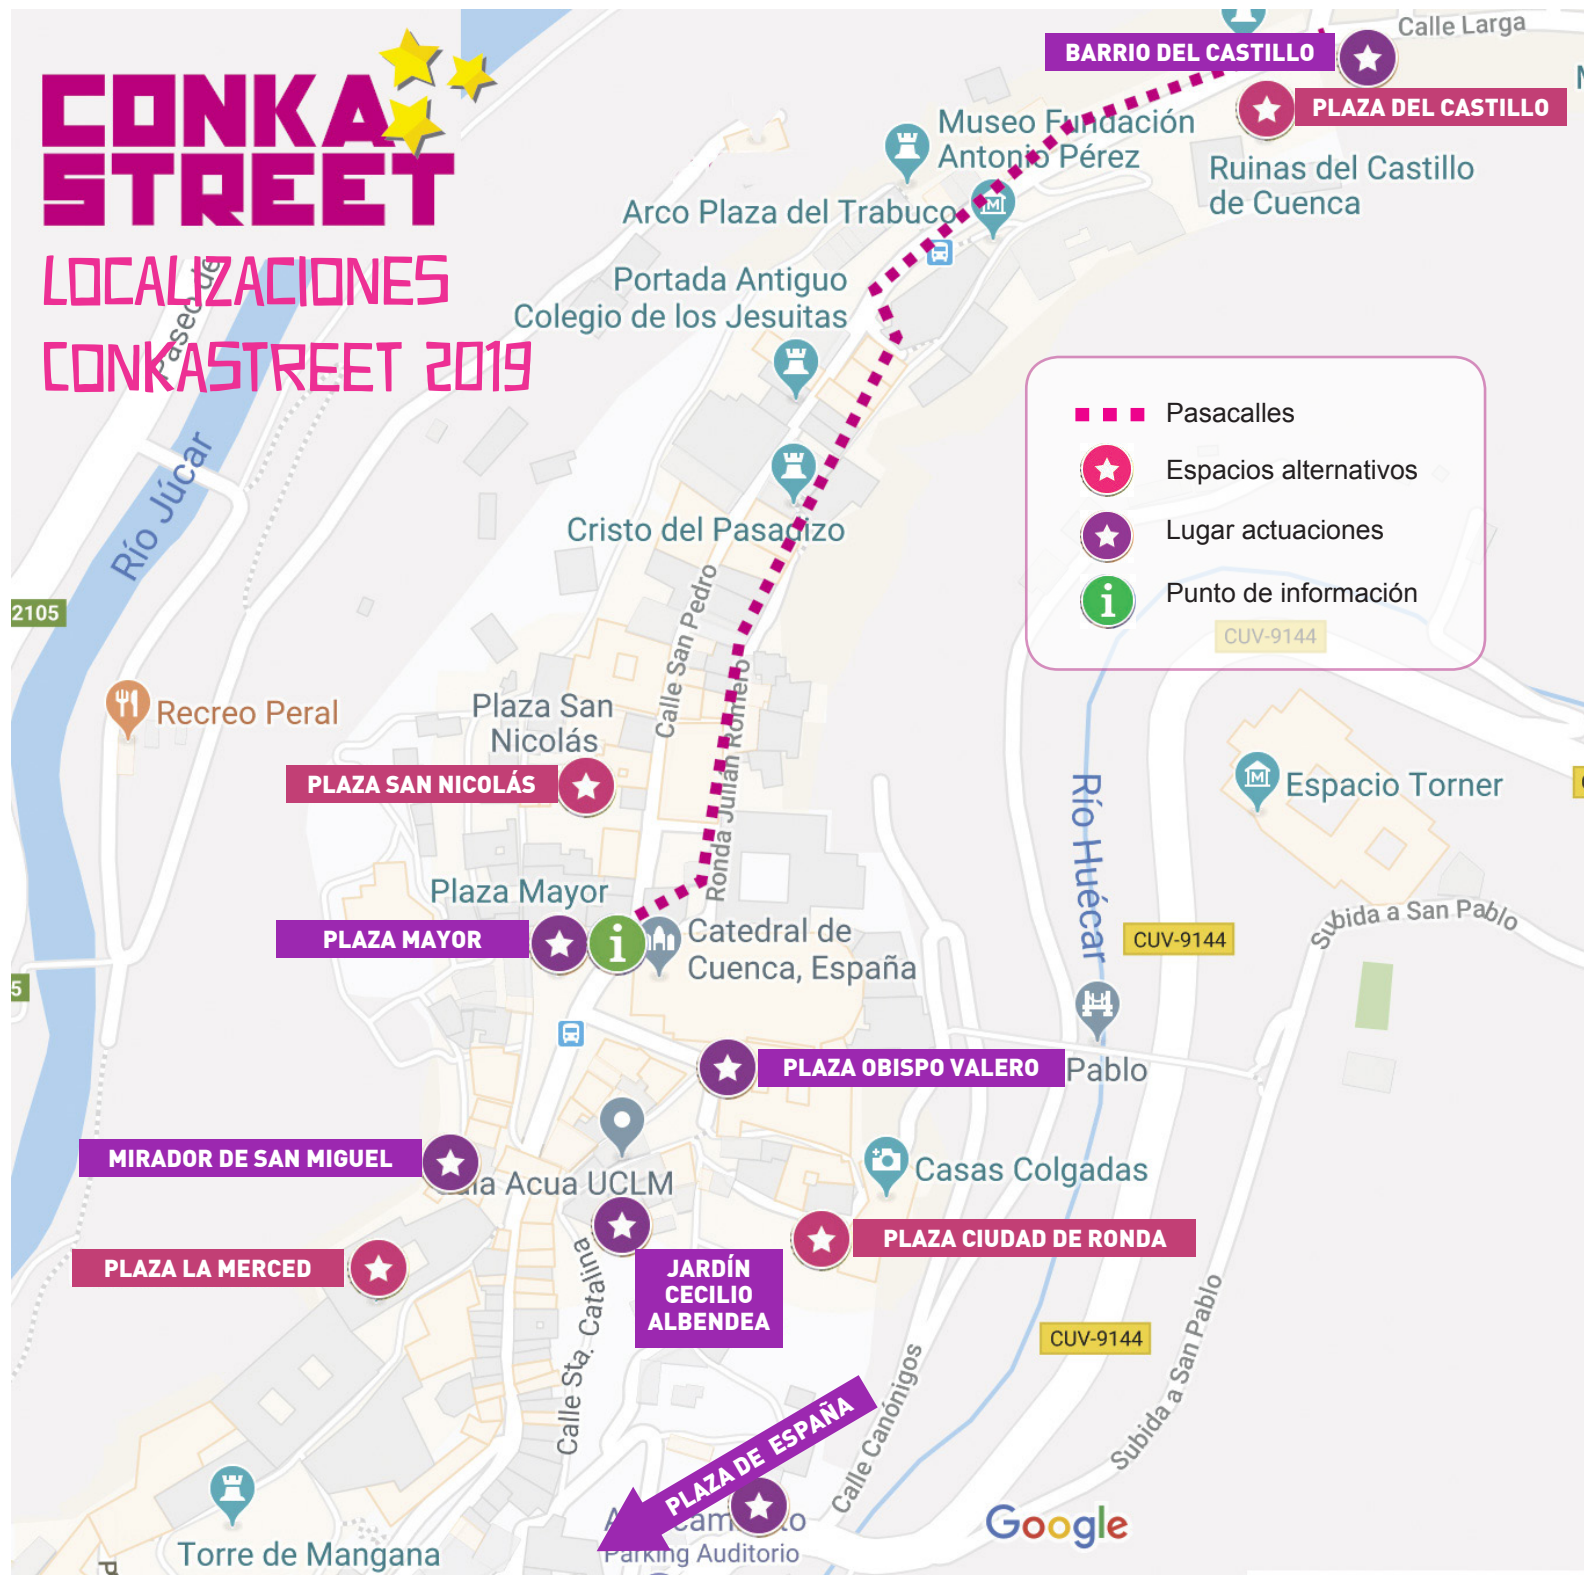 CONKA
STREET
LOCALIZACIONES
CONKASTREET 2019
Calle Larga
BARRIO DEL CASTILLO
PLAZA DEL CASTILLO
Museo Fundación
Antonio Pérez
Ruinas del Castillo
de Cuenca
Arco Plaza del Trabuco
Portada Antiguo
Colegio de los Jesuitas
Paseo de
Río Júcar
Pasacalles
Espacios alternativos
Lugar actuaciones
Punto de información
CUV-9144
Cristo del Pasadizo
2105
Calle San Pedro
Recreo Peral
Plaza San
Nicolás
Ronda Julián Romero
PLAZA SAN NICOLÁS
Espacio Torner
Río Huécar
Plaza Mayor
PLAZA MAYOR
Catedral de
Cuenca, España
CUV-9144
Subida a San Pablo
5
PLAZA OBISPO VALERO
Pablo
MIRADOR DE SAN MIGUEL
Acua UCLM
Casas Colgadas
PLAZA CIUDAD DE RONDA
PLAZA LA MERCED
JARDÍN
CECILIO
ALBENDEA
Calle Sta. Catalina
CUV-9144
Subida a San Pablo
Calle Canónigos
PLAZA DE ESPAÑA
Google
Parking Auditorio
Torre de Mangana